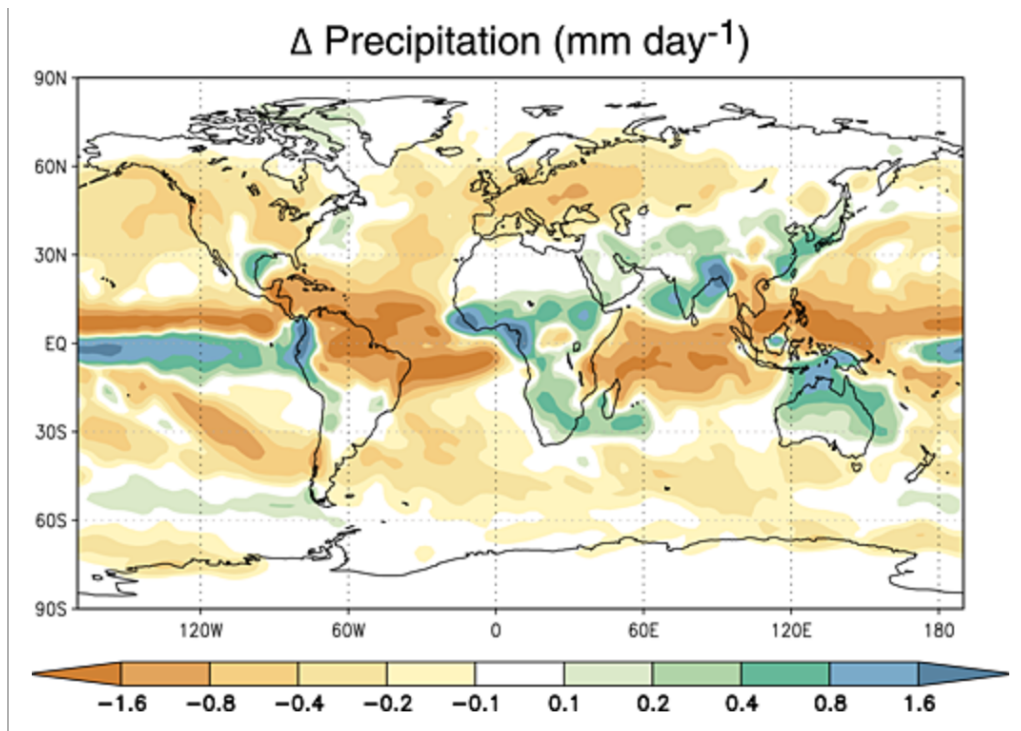 Δ Precipitation (mm day-1)
90N
60N
30N
EQ
30S
60S
90S
120W 60W 0 60E 120E 180
−1.6 −0.8 −0.4 −0.2 −0.1 0.1 0.2 0.4 0.8 1.6